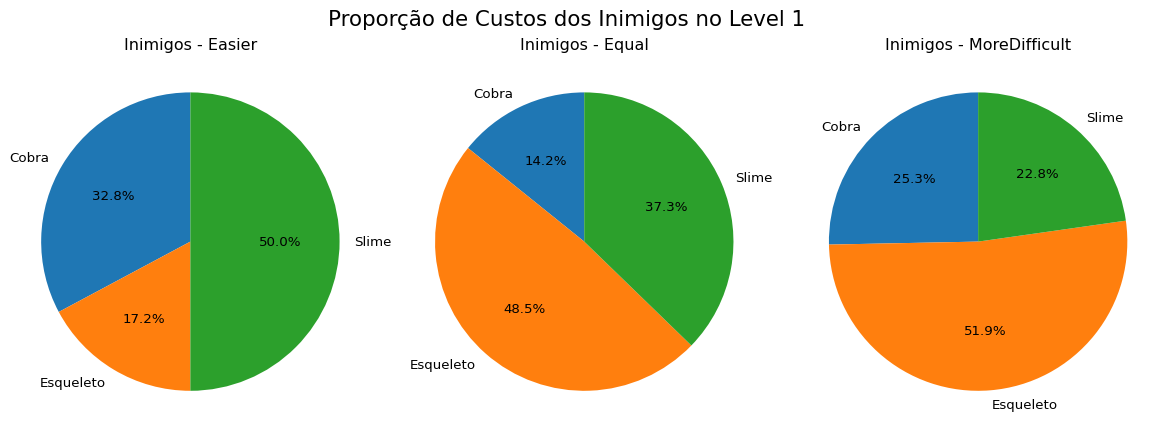 Proporção de Custos dos Inimigos no Level 1
Inimigos - Easier
Cobra
32.8%
50.0%
Slime
17.2%
Esqueleto
Inimigos - Equal
Cobra
14.2%
Slime
37.3%
48.5%
Esqueleto
Inimigos - MoreDifficult
Slime
Cobra
22.8%
25.3%
51.9%
Esqueleto